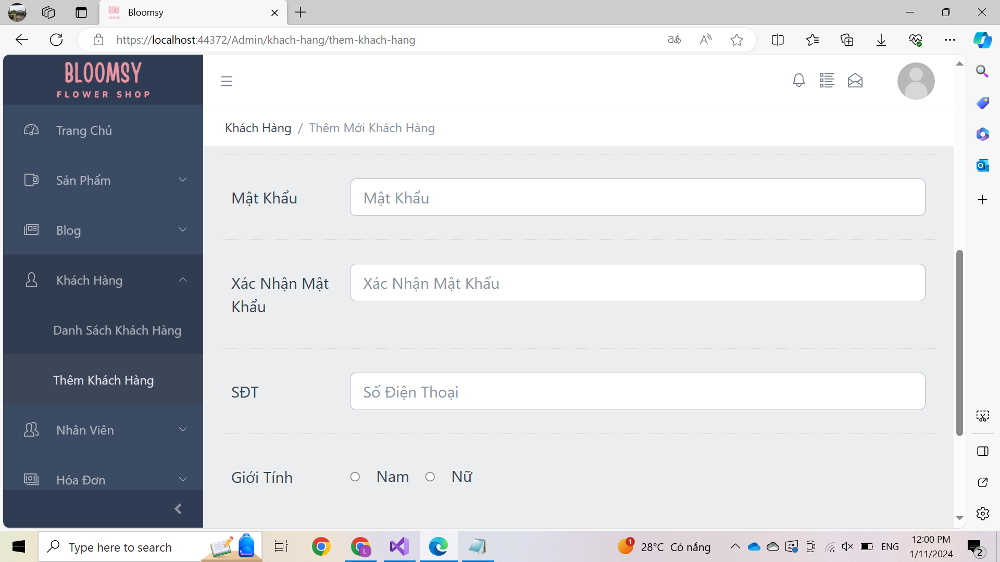 Bloomsy
https://localhost:44372/Admin/khach-hang/them-khach-hang
BLOOMSY
FLOWER SHOP
Trang Chủ
Sản Phẩm
Blog
Khách Hàng
Danh Sách Khách Hàng
Thêm Khách Hàng
Nhân Viên
Hóa Đơn
Khách Hàng / Thêm Mới Khách Hàng
Mật Khẩu
Mật Khẩu
Xác Nhận Mật
Khẩu
Xác Nhận Mật Khẩu
SĐT
Số Điện Thoại
Giới Tính
Nam
Nữ
Type here to search
L
1
28°C Có nắng
ENG
12:00 PM
1/11/2024
2